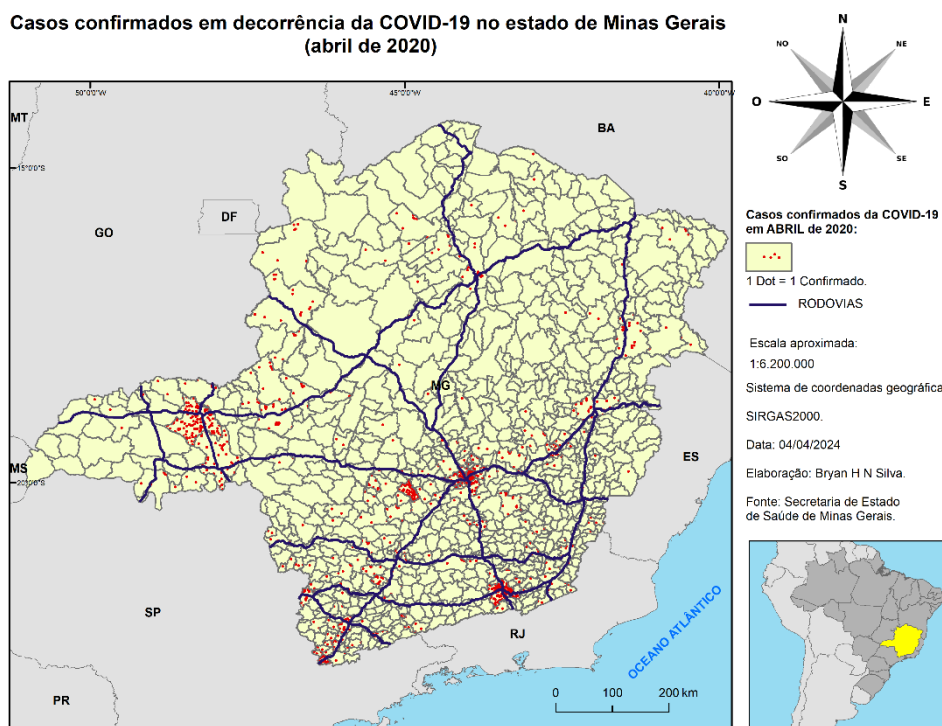 Casos confirmados em decorrência da COVID-19 no estado de Minas Gerais
(abril de 2020)
N
NO
NE
O
E
SO
SE
S
50°0'0"O
45°0'0"O
40°0'0"O
MT
BA
15°0'0"S
DF
GO
MG
MS
20°0'0"S
ES
SP
RJ
PR
OCEANO ATLÂNTICO
0 100 200 km
Casos confirmados da COVID-19
em ABRIL de 2020:
1 Dot = 1 Confirmado.
RODOVIAS
Escala aproximada:
1:6.200.000
Sistema de coordenadas geográfica
SIRGAS2000.
Data: 04/04/2024
Elaboração: Bryan H N Silva.
Fonte: Secretaria de Estado
de Saúde de Minas Gerais.